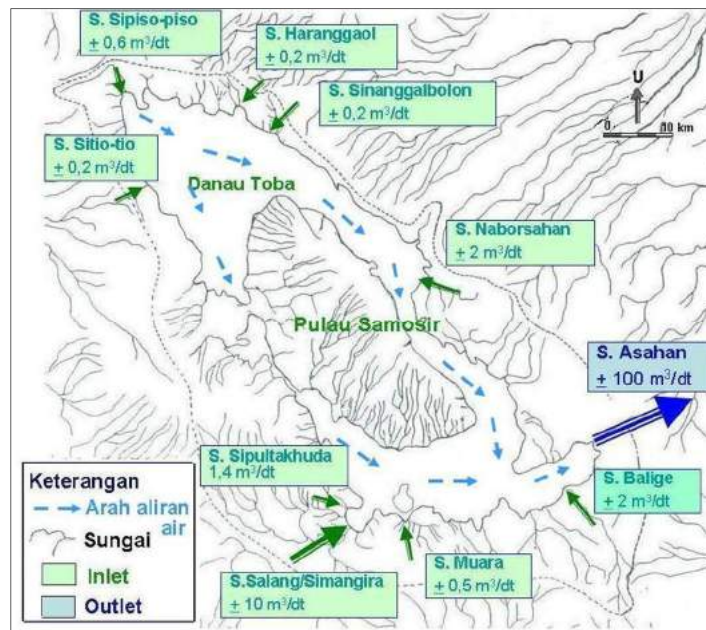 S. Sipiso-piso
± 0,6 m³/dt
S. Haranggaol
± 0,2 m³/dt
S. Sinanggalbolon
± 0,2 m³/dt
U
0 10 km
S. Sitio-tio
± 0,2 m³/dt
Danau Toba
S. Naborsahan
± 2 m³/dt
Pulau Samosir
S. Asahan
± 100 m³/dt
S. Sipultakhuda
1,4 m³/dt
S. Balige
± 2 m³/dt
S. Muara
± 0,5 m³/dt
S.Salang/Simangira
± 10 m³/dt
Keterangan
Arah aliran
air
Sungai
Inlet
Outlet